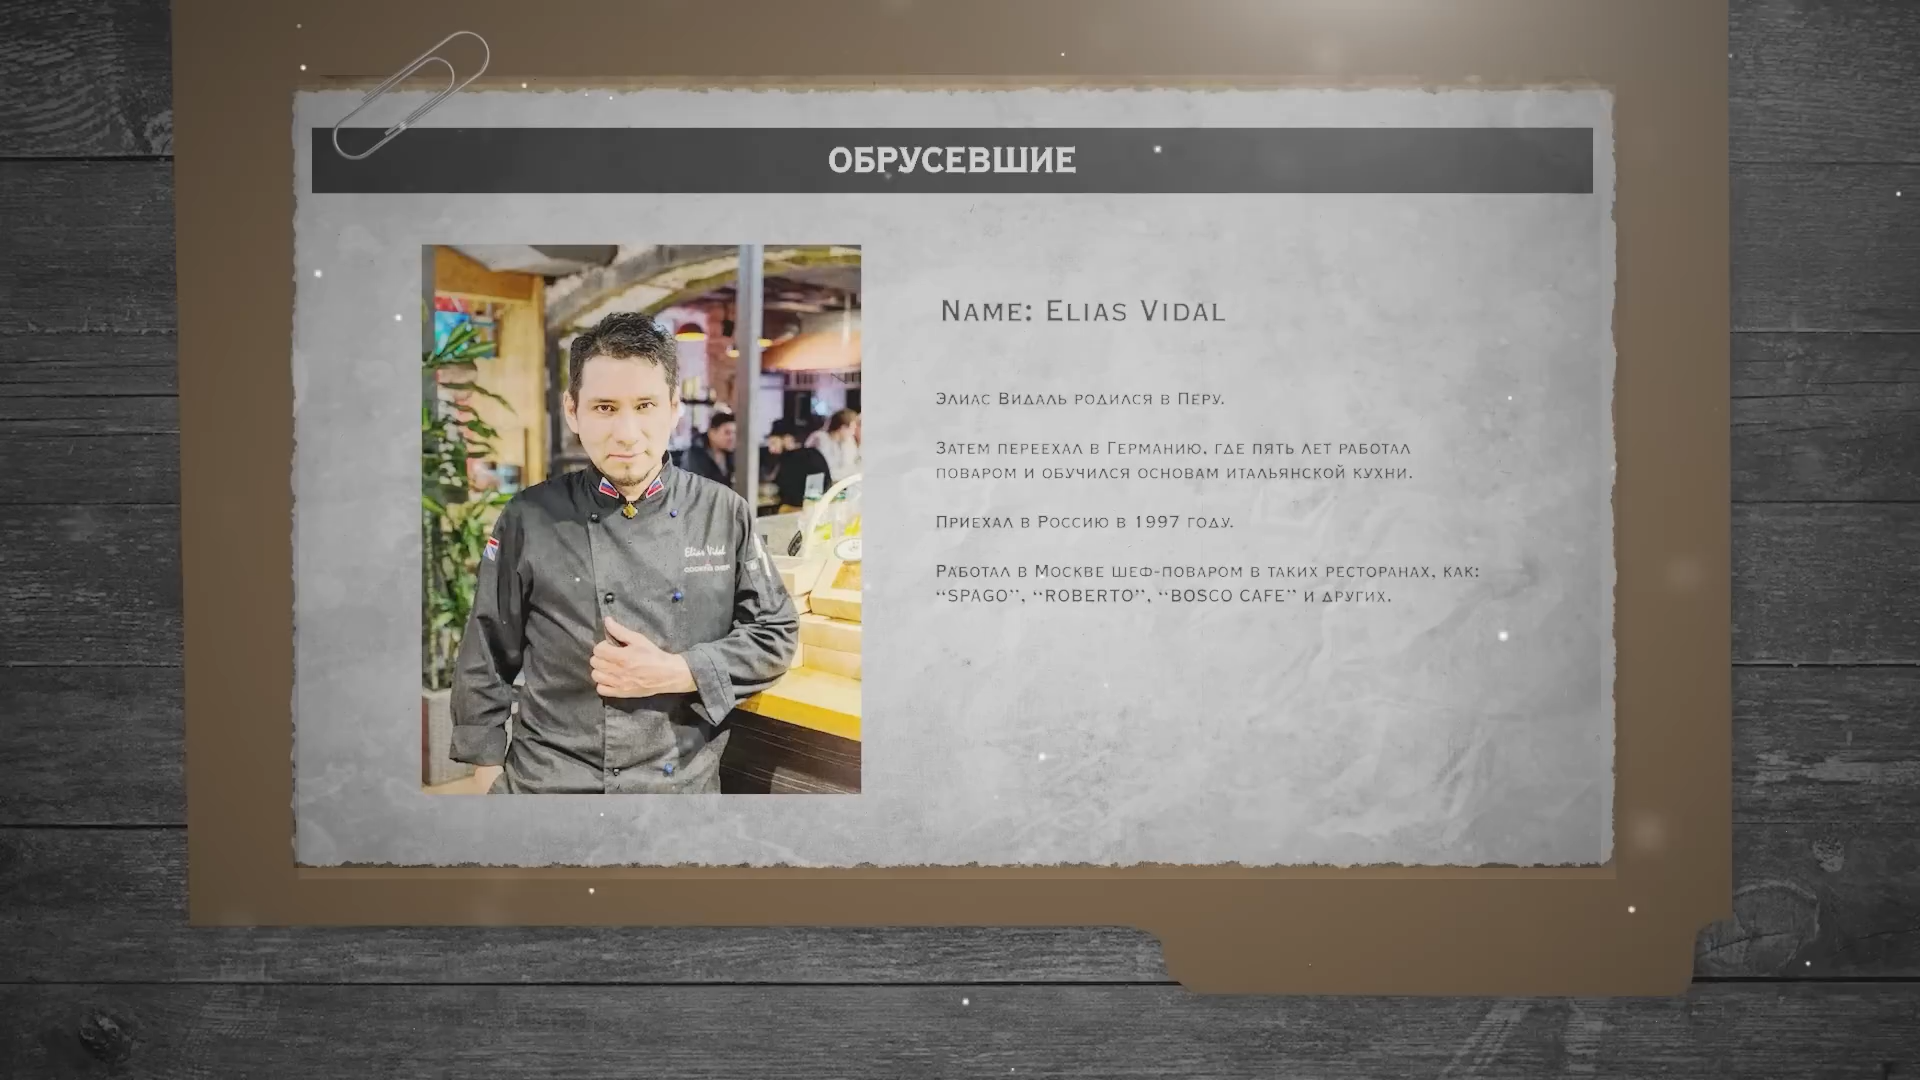 ОБРУСЕВШИЕ
Name: Elias Vidal
Элиас Видаль родился в Перу.
Затем переехал в Германию, где пять лет работал
поваром и обучился основам итальянской кухни.
Приехал в Россию в 1997 году.
Работал в Москве шеф-поваром в таких ресторанах, как:
“SPAGO”, “ROBERTO”, “BOSCO CAFE” и других.
Elias Vidal